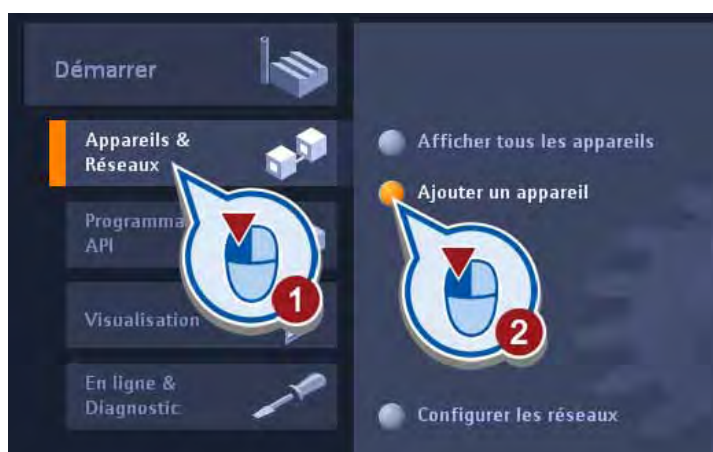 Démarrer
Appareils &
Réseaux
Programma
API
Visualisation
En ligne &
Diagnostic
Afficher tous les appareils
Ajouter un appareil
Configurer les réseaux
1
2